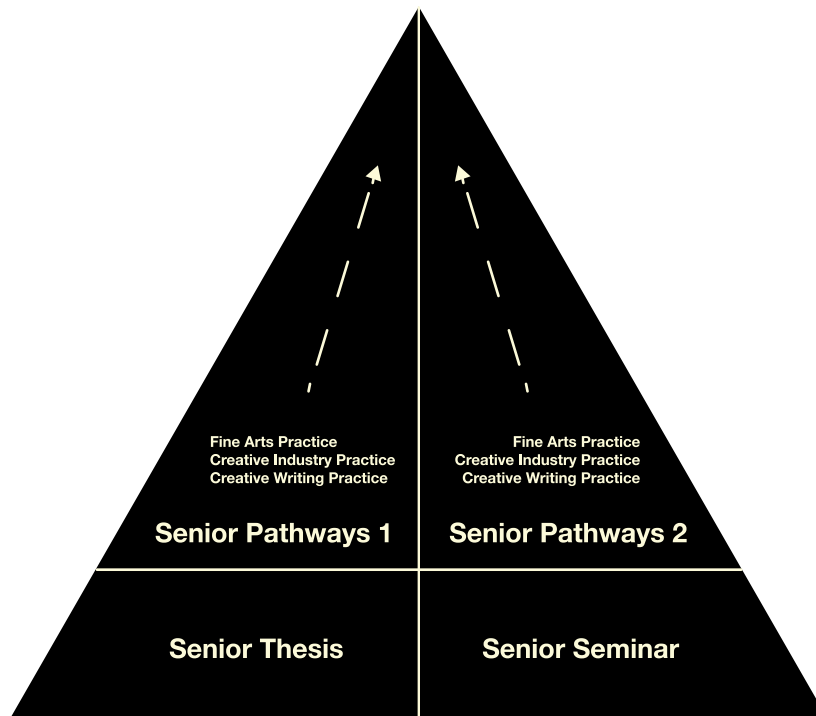 Fine Arts Practice
Creative Industry Practice
Creative Writing Practice
Senior Pathways 1
Fine Arts Practice
Creative Industry Practice
Creative Writing Practice
Senior Pathways 2
Senior Thesis
Senior Seminar